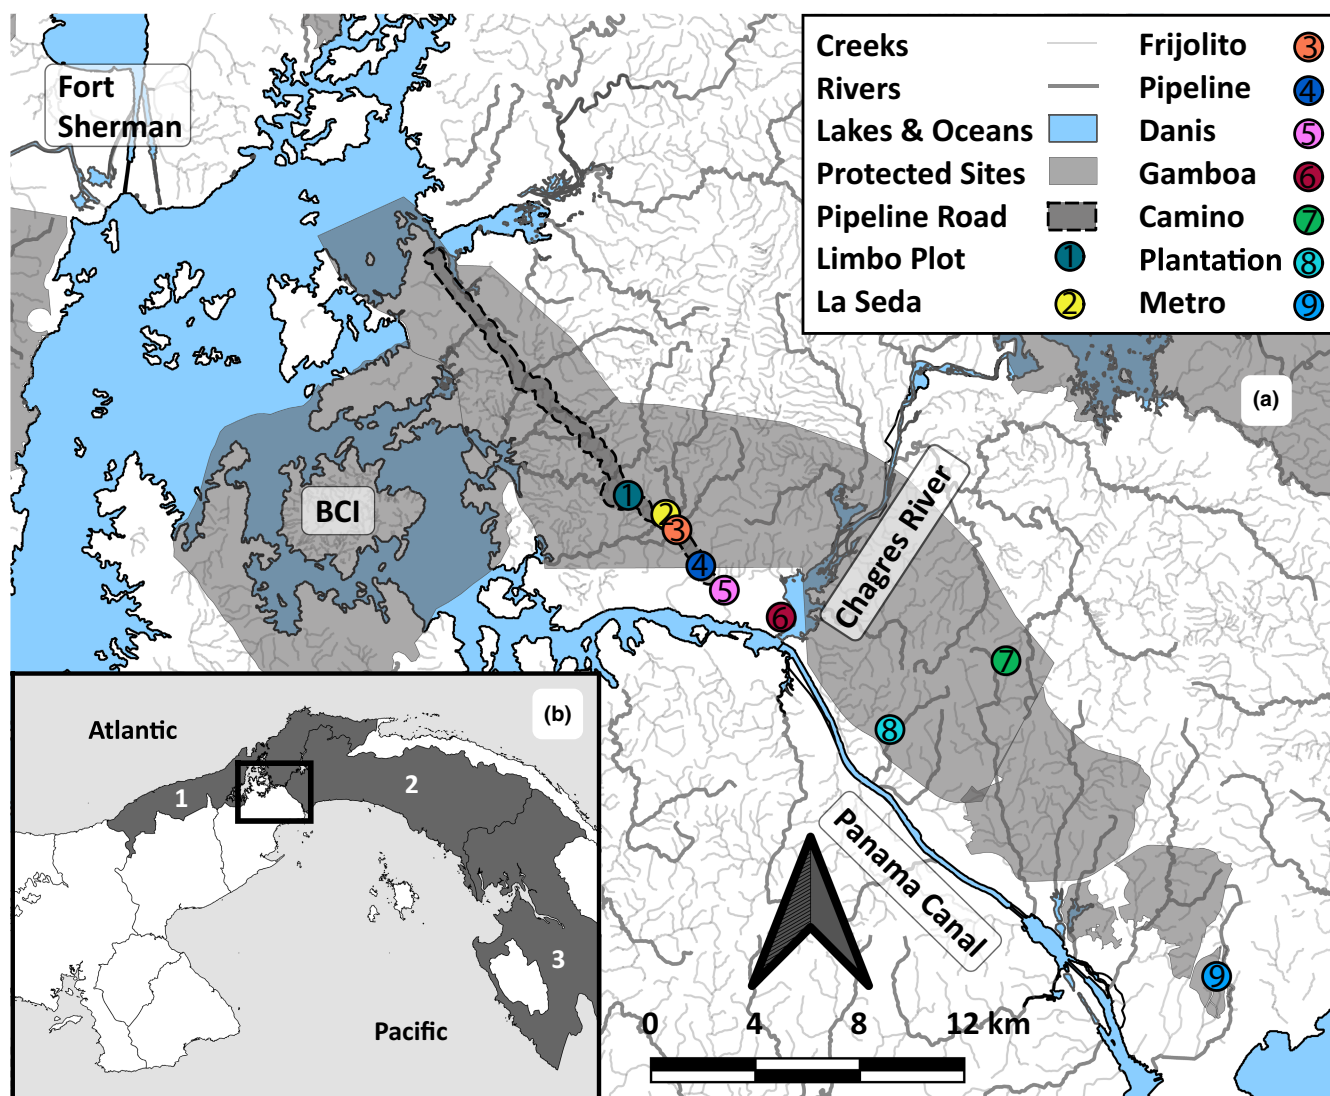 Fort
Sherman
Creeks
Rivers
Lakes & Oceans
Protected Sites
Pipeline Road
Limbo Plot 1
La Seda 2
Frijolito 3
Pipeline 4
Danis 5
Gamboa 6
Camino 7
Plantation 8
Metro 9
(a)
BCI
1
2
3
4
5
6
7
8
9
Chagres River
Panama Canal
0 4 8 12 km
(b)
Atlantic
1
2
3
Pacific